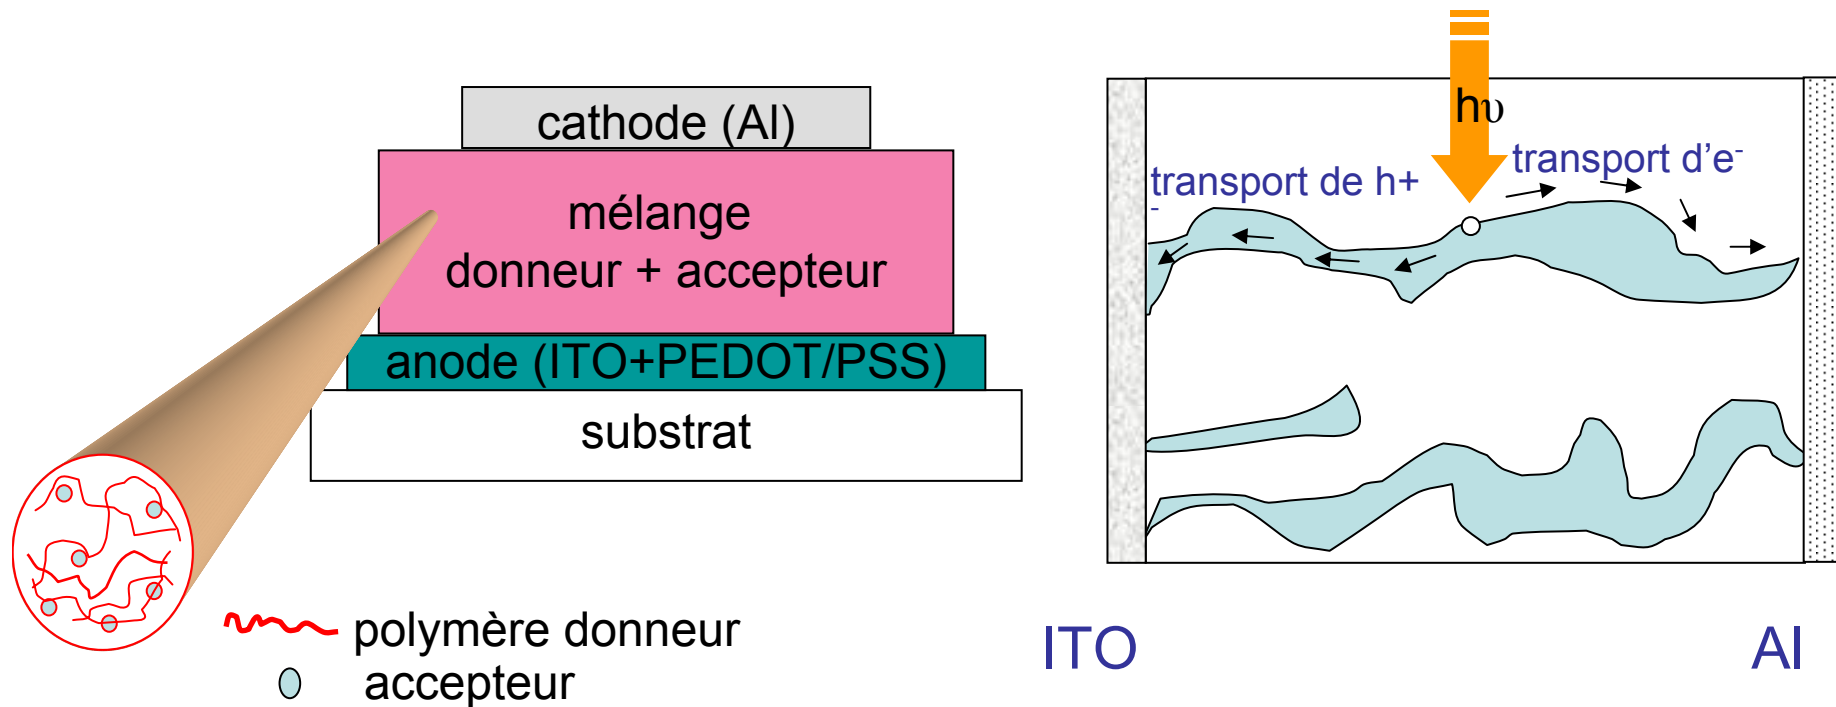 cathode (Al)
mélange
donneur + accepteur
anode (ITO+PEDOT/PSS)
substrat
polymère donneur
accepteur
hυ
transport d'e-
transport de h+
-
ITO
Al